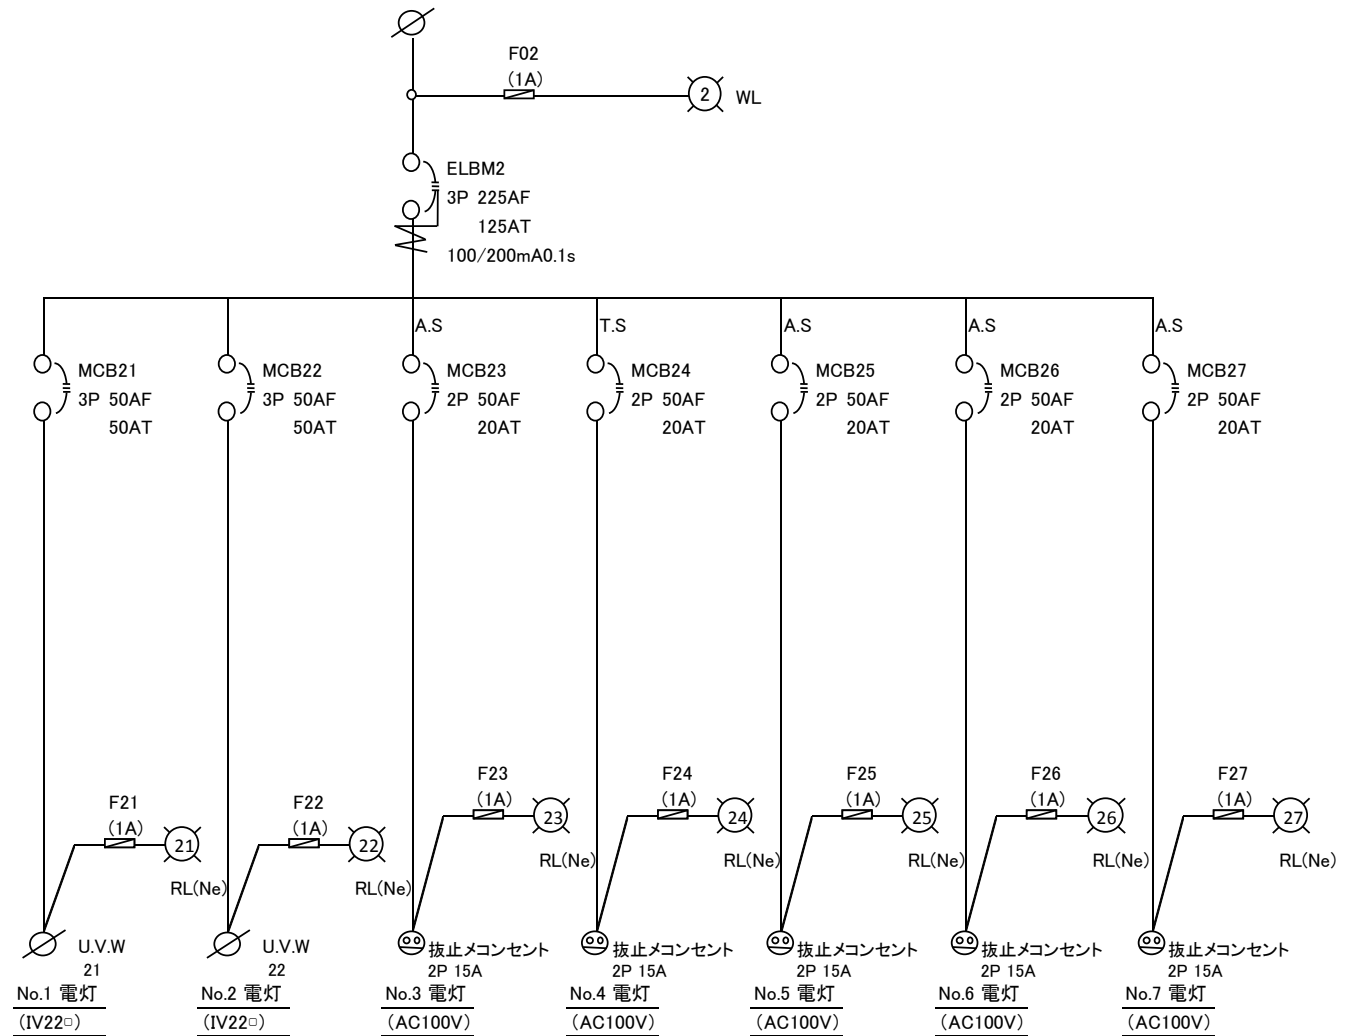 F02
(1A)
2
WL
ELBM2
3P 225AF
125AT
100/200mA0.1s
A.S
T.S
A.S
A.S
A.S
MCB21
3P 50AF
50AT
MCB22
3P 50AF
50AT
MCB23
2P 50AF
20AT
MCB24
2P 50AF
20AT
MCB25
2P 50AF
20AT
MCB26
2P 50AF
20AT
MCB27
2P 50AF
20AT
F21
(1A)
21
RL(Ne)
F22
(1A)
22
RL(Ne)
F23
(1A)
23
RL(Ne)
F24
(1A)
24
RL(Ne)
F25
(1A)
25
RL(Ne)
F26
(1A)
26
RL(Ne)
F27
(1A)
27
RL(Ne)
U.V.W
21
No.1 電灯
(IV22□)
U.V.W
22
No.2 電灯
(IV22□)
抜止メコンセント
2P 15A
No.3 電灯
(AC100V)
抜止メコンセント
2P 15A
No.4 電灯
(AC100V)
抜止メコンセント
2P 15A
No.5 電灯
(AC100V)
抜止メコンセント
2P 15A
No.6 電灯
(AC100V)
抜止メコンセント
2P 15A
No.7 電灯
(AC100V)